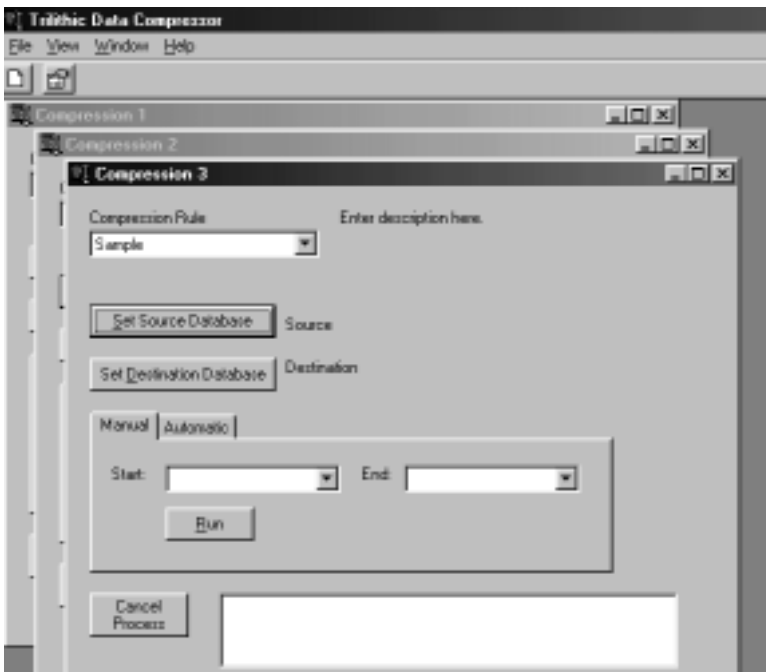 Trilithic Data Compressor
File View Window Help
Compression 1
Compression 2
Compression 3
Compression Rule
Enter description here.
Sample
Set Source Database
Source
Set Destination Database
Destination
Manual Automatic
Start:
End:
Run
Cancel
Process